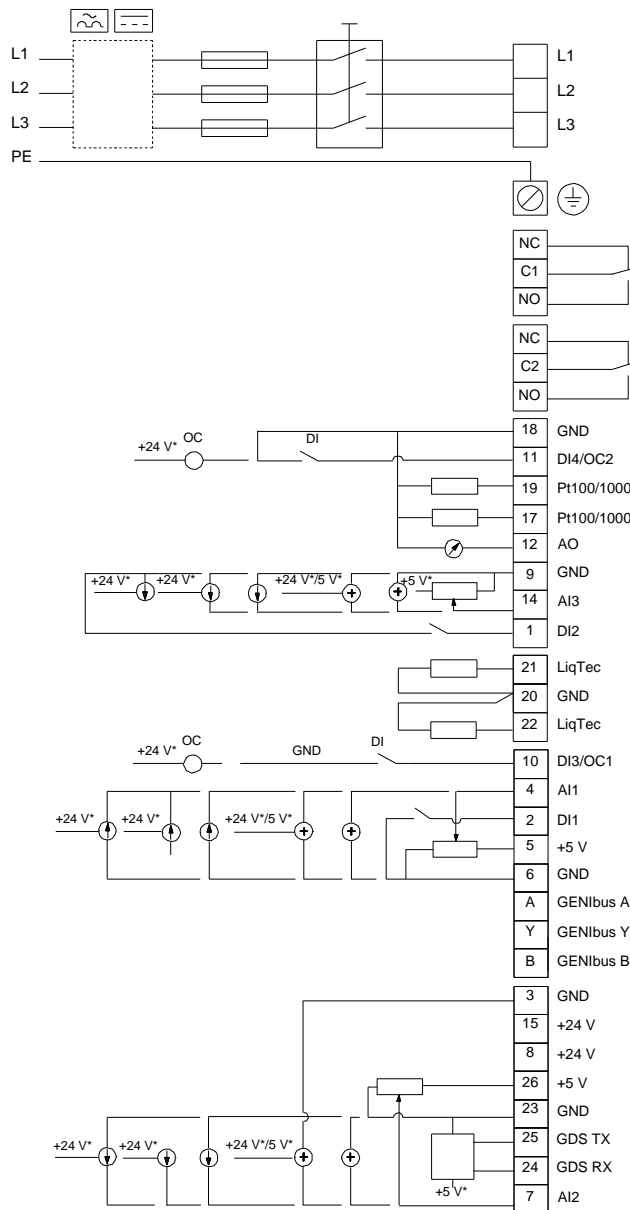 L1 L1
L2 L2
L3 L3
PE
NC
C1
NO
NC
C2
NO
18 GND
+24 V* OC DI 11 DI4/OC2
19 Pt100/1000
17 Pt100/1000
12 AO
9 GND
+24 V* +24 V* +24 V*/5 V* +5 V*
14 AI3
1 DI2
21 LiqTec
20 GND
22 LiqTec
+24 V* OC GND DI 10 DI3/OC1
4 AI1
+24 V* +24 V* +24 V*/5 V* 2 DI1
5 +5 V
6 GND
A GENIbus A
Y GENIbus Y
B GENIbus B
3 GND
15 +24 V
8 +24 V
26 +5 V
23 GND
25 GDS TX
+24 V* +24 V* +24 V*/5 V*
24 GDS RX
+5 V*
7 AI2